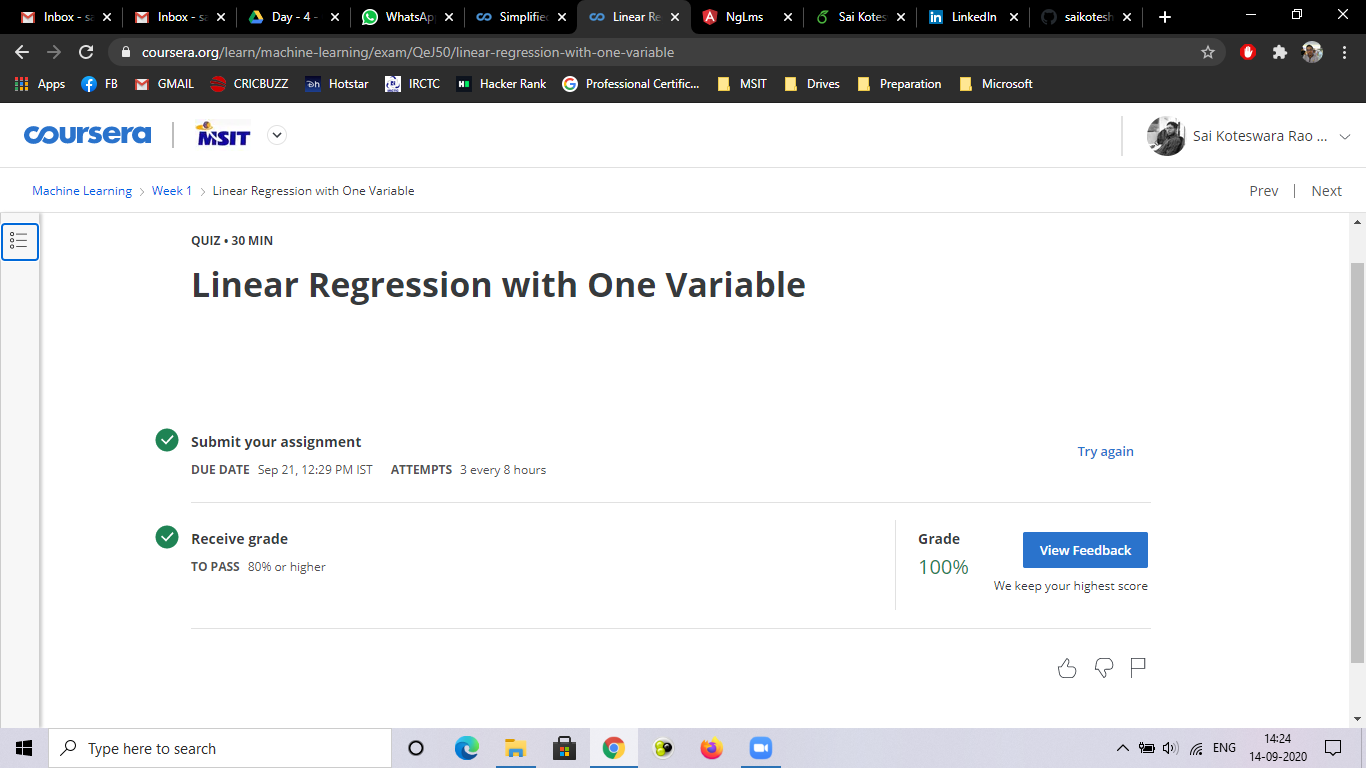 Inbox - sa
Inbox - sa
Day - 4 -
WhatsApp
Simplified
Linear Re
NgLms
Sai Kotes
LinkedIn
saikotesh
coursera.org/learn/machine-learning/exam/QeJ50/linear-regression-with-one-variable
Apps
FB
GMAIL
CRICBUZZ
Hotstar
IRCTC
Hacker Rank
Professional Certific...
MSIT
Drives
Preparation
Microsoft
coursera
MSIT
Sai Koteswara Rao ...
Machine Learning > Week 1 > Linear Regression with One Variable
Prev | Next
QUIZ • 30 MIN
Linear Regression with One Variable
Submit your assignment
DUE DATE Sep 21, 12:29 PM IST ATTEMPTS 3 every 8 hours
Try again
Receive grade
TO PASS 80% or higher
Grade
100%
View Feedback
We keep your highest score
Type here to search
ENG
14:24
14-09-2020